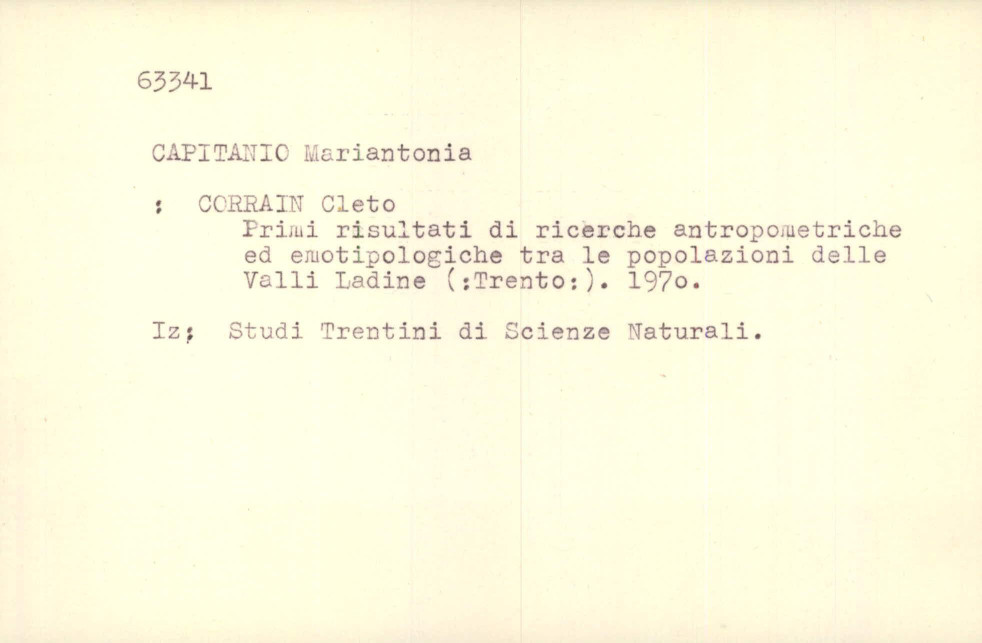 63341
CAPITANIO Mariantonia
: CORRAIN Cleto
Primi risultati di ricerche antropometriche
ed emotipologiche tra le popolazioni delle
Valli Ladine (:Trento:). 197o.
Iz: Studi Trentini di Scienze Naturali.